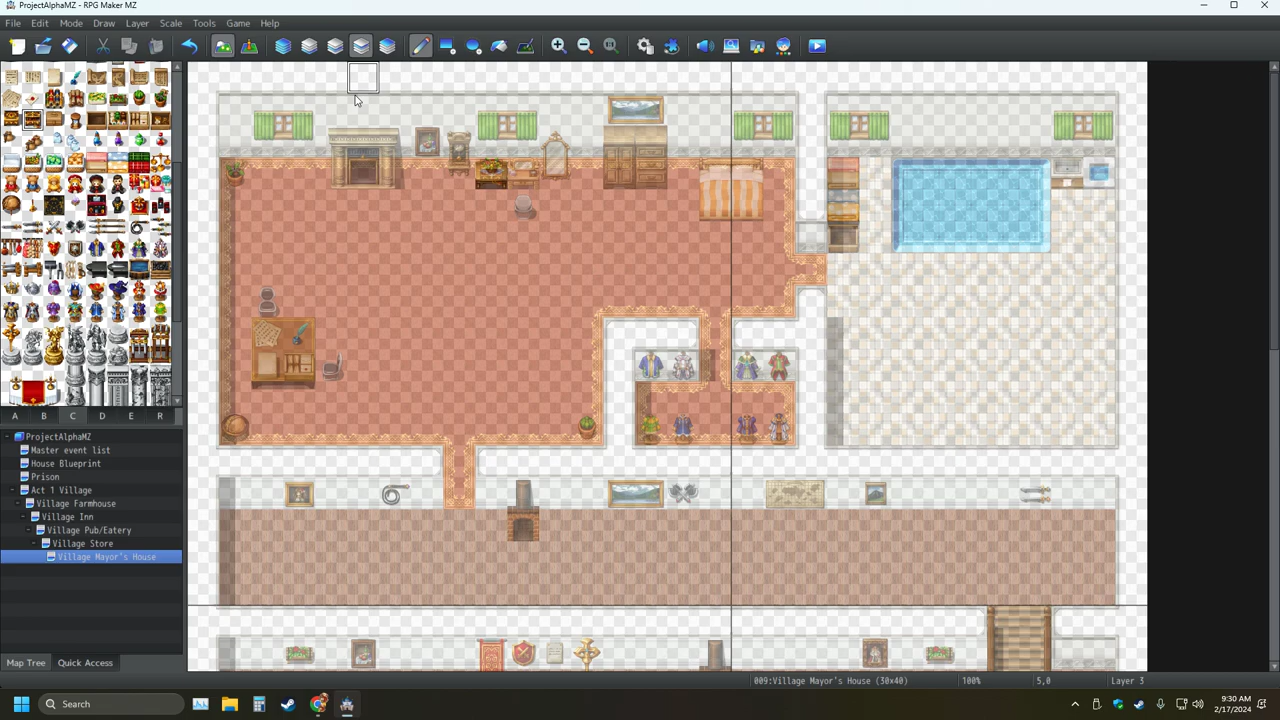 ProjectAlphaMZ - RPG Maker MZ
File Edit Mode Draw Layer Scale Tools Game Help
A B C D E R
ProjectAlphaMZ
Master event list
House Blueprint
Prison
Act 1 Village
Village Farmhouse
Village Inn
Village Pub/Eatery
Village Store
Village Mayor's House
Map Tree Quick Access
009:Village Mayor's House (30x40) 100% 5,0 Layer 3
Search
9:30 AM
2/17/2024